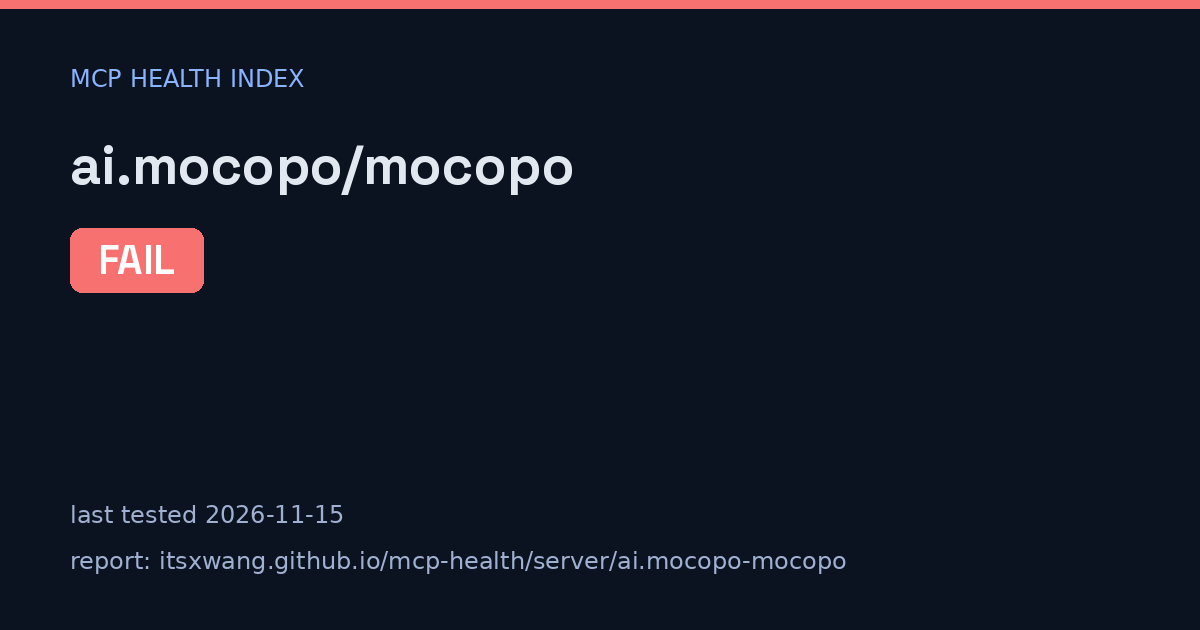 MCP HEALTH INDEX
ai.mocopo/mocopo
FAIL
last tested 2026-11-15
report: itsxwang.github.io/mcp-health/server/ai.mocopo-mocopo